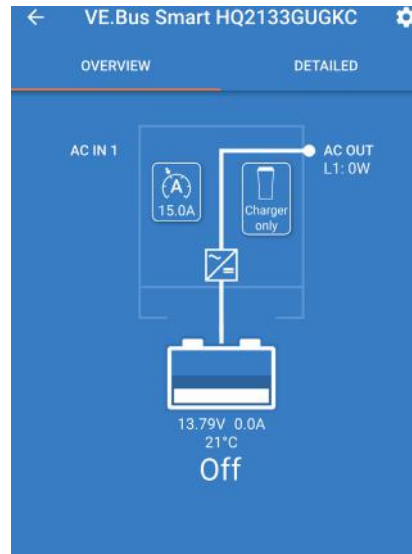 VE.Bus Smart HQ2133GUGKC
OVERVIEW DETAILED
AC IN 1
AC OUT
L1: 0W
A
15.0A
Charger
only
13.79V 0.0A
21°C
Off